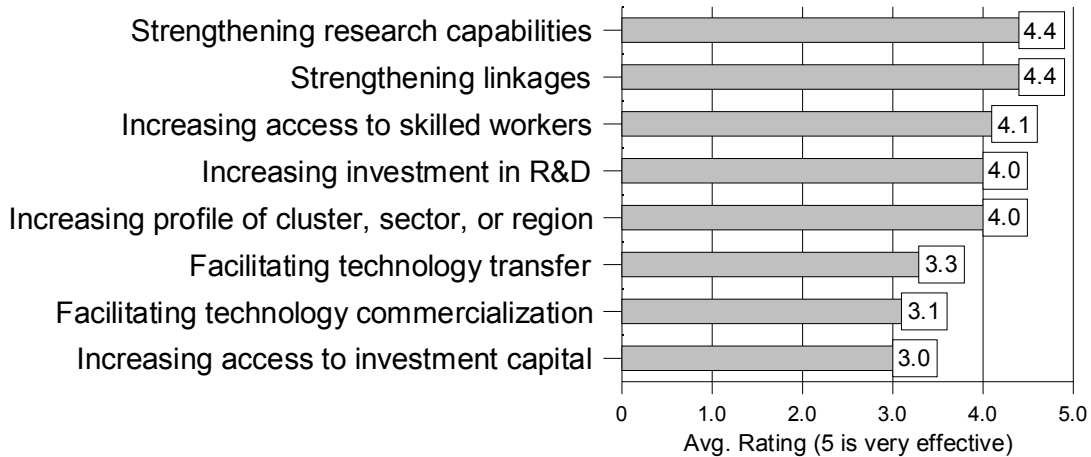 Strengthening research capabilities 4.4
Strengthening linkages 4.4
Increasing access to skilled workers 4.1
Increasing investment in R&D 4.0
Increasing profile of cluster, sector, or region 4.0
Facilitating technology transfer 3.3
Facilitating technology commercialization 3.1
Increasing access to investment capital 3.0
0 1.0 2.0 3.0 4.0 5.0
Avg. Rating (5 is very effective)